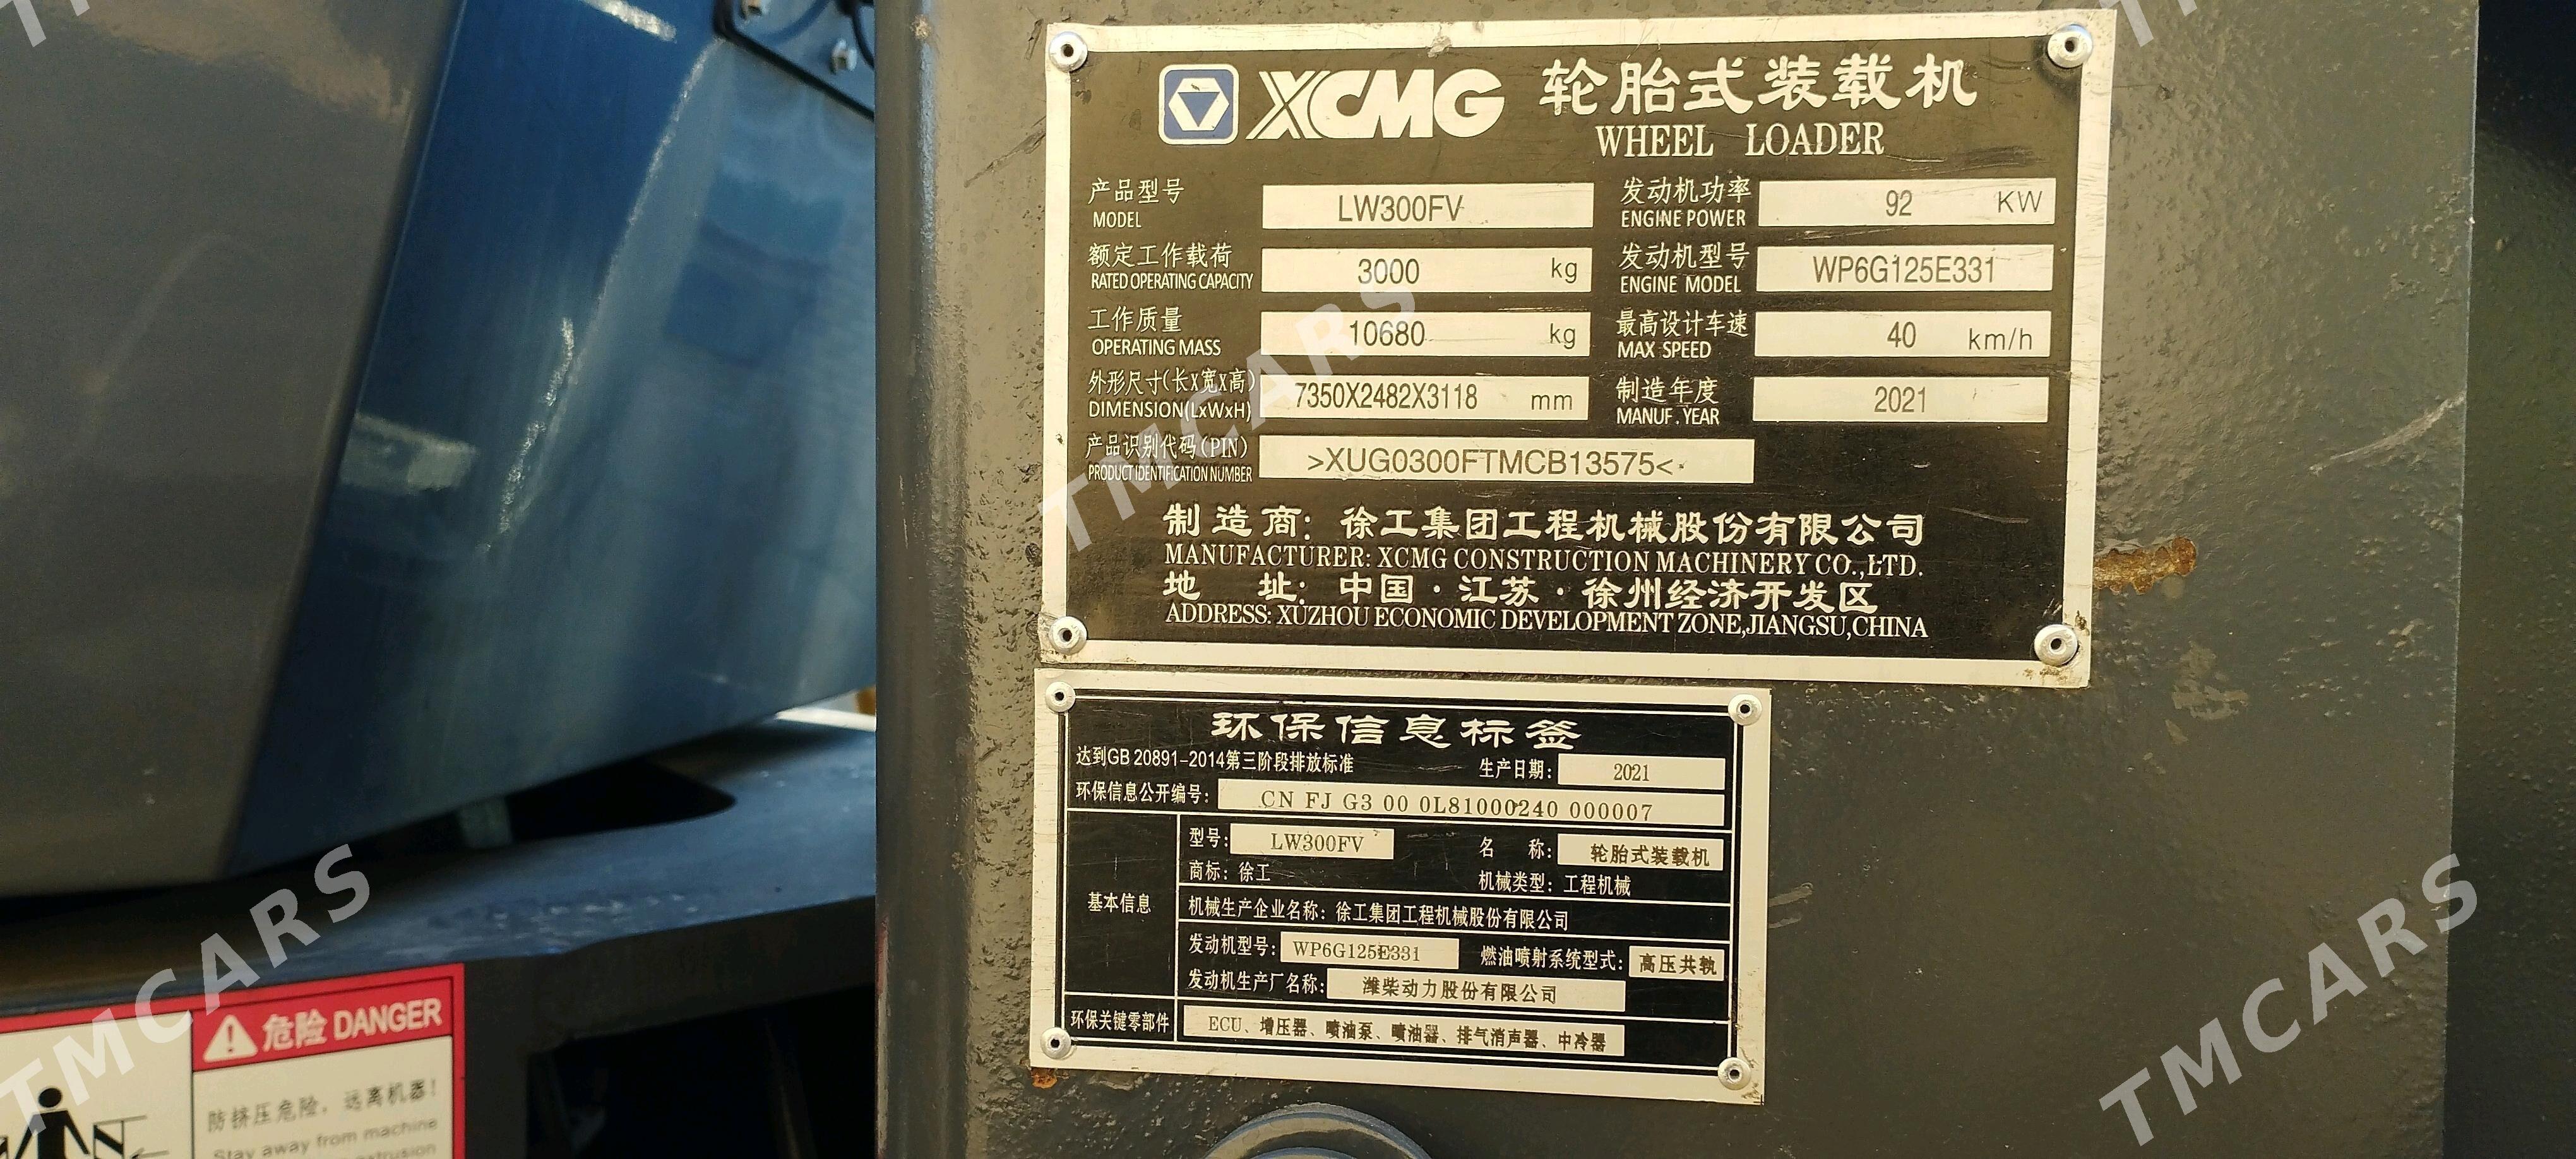 XCMG 轮胎式装载机
WHEEL LOADER
产品型号 LW300FV 发动机功率 92 KW
MODEL ENGINE POWER
额定工作载荷 3000 kg 发动机型号 WP6G125E331
RATED OPERATING CAPACITY ENGINE MODEL
工作质量 10680 kg 最高设计车速 40 km/h
OPERATING MASS MAX SPEED
外形尺寸(长X宽X高) 7350X2482X3118 mm 制造年度 2021
DIMENSION(LxWxH) MANUF.YEAR
产品识别代码(PIN) >XUG0300FTMCB13575<
PRODUCT IDENTIFICATION NUMBER
制造商: 徐工集团工程机械股份有限公司
MANUFACTURER: XCMG CONSTRUCTION MACHINERY CO.,LTD.
地 址: 中国·江苏·徐州经济开发区
ADDRESS: XUZHOU ECONOMIC DEVELOPMENT ZONE,JIANGSU,CHINA
环保信息标签
达到GB 20891-2014第三阶段排放标准 生产日期: 2021
环保信息公开编号: CN FJ G3 00 0L81000240 000007
基本信息
型号: LW300FV 名 称: 轮胎式装载机
商标: 徐工 机械类型: 工程机械
机械生产企业名称: 徐工集团工程机械股份有限公司
发动机型号: WP6G125E331 燃油喷射系统型式: 高压共轨
发动机生产厂名称: 潍柴动力股份有限公司
环保关键零部件 ECU、增压器、喷油泵、喷油器、排气消声器、中冷器
危险 DANGER
防挤压危险，远离机器!
Stay away from machine
TMCARS
TMCARS
TMCARS